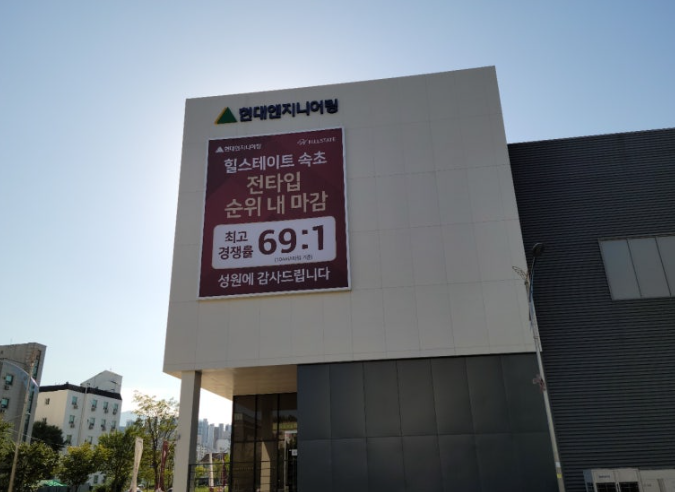 현대엔지니어링
현대엔지니어링
HILLSTATE
힐스테이트 속초
전타입
순위 내 마감
최고
경쟁률
69:1
성원에 감사드립니다